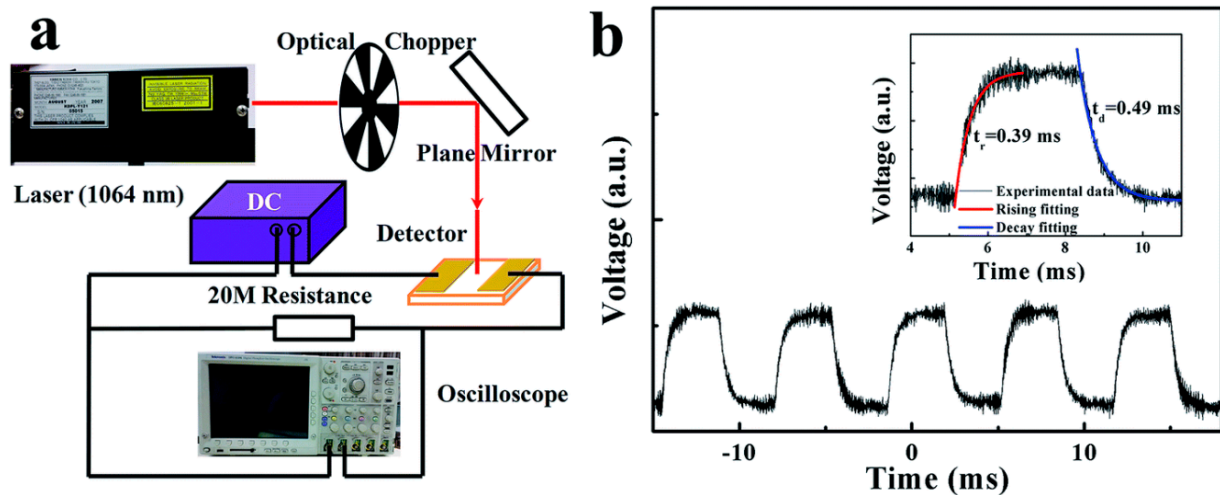 a
Optical Chopper
AUGUST 2007
Plane Mirror
Laser (1064 nm)
DC
Detector
20M Resistance
Oscilloscope
b
Voltage (a.u.)
-10
0
10
Time (ms)
Voltage (a.u.)
t_d=0.49 ms
t_r=0.39 ms
Experimental data
Rising fitting
Decay fitting
4
6
8
10
Time (ms)